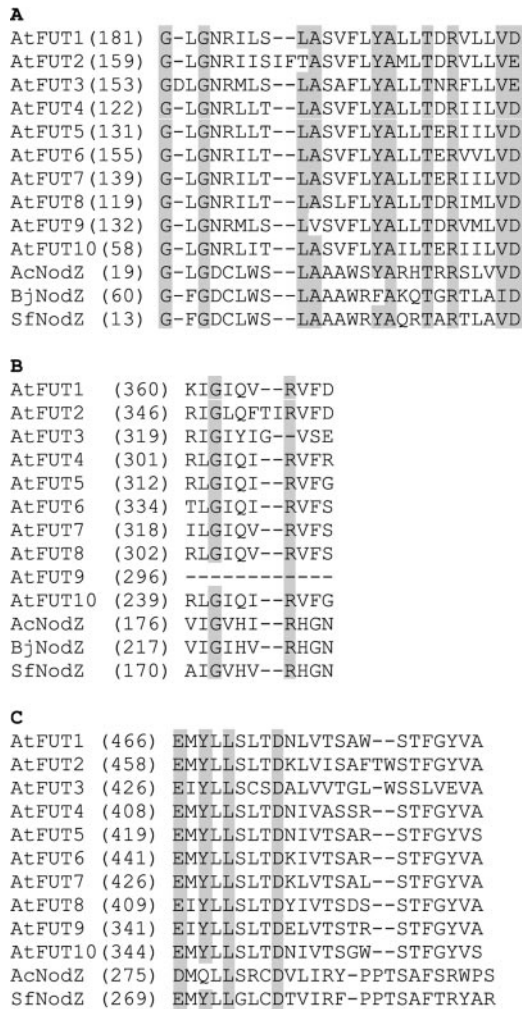 A
AtFUT1 (181) G-LGNRILS--LASVFLYALLTDRVLLVD
AtFUT2 (159) G-LGNRIISIFTASVFLYAMLTDRVLLVE
AtFUT3 (153) GDLGNRMLS--LASAFLYALLTNRFLLVE
AtFUT4 (122) G-LGNRLLT--LASVFLYALLTDRIILVD
AtFUT5 (131) G-LGNRILT--LASVFLYALLTERIILVD
AtFUT6 (155) G-LGNRILT--LASVFLYALLTERVVLVD
AtFUT7 (139) G-LGNRILT--LASVFLYALLTERIILVD
AtFUT8 (119) G-LGNRILT--LASLFLYALLTDRIMLVD
AtFUT9 (132) G-LGNRMLS--LVSVFLYALLTDRVMLVD
AtFUT10 (58) G-LGNRLIT--LASVFLYAILTERIILVD
AcNodZ (19) G-LGDCLWS--LAAAWSYARHTRRSLVVD
BjNodZ (60) G-FGDCLWS--LAAAWRFAKQTGRTLAID
SfNodZ (13) G-FGDCLWS--LAAAWRYAQRTARTLAVD
B
AtFUT1 (360) KIGIQV--RVFD
AtFUT2 (346) RIGLQFTIRVFD
AtFUT3 (319) RIGIYIG--VSE
AtFUT4 (301) RLGIQI--RVFR
AtFUT5 (312) RLGIQI--RVFG
AtFUT6 (334) TLGIQI--RVFS
AtFUT7 (318) ILGIQV--RVFS
AtFUT8 (302) RLGIQV--RVFS
AtFUT9 (296) ------------
AtFUT10 (239) RLGIQI--RVFG
AcNodZ (176) VIGVHI--RHGN
BjNodZ (217) VIGIHV--RHGN
SfNodZ (170) AIGVHV--RHGN
C
AtFUT1 (466) EMYLLSLTDNLVTSAW--STFGYVA
AtFUT2 (458) EMYLLSLTDKLVISAFTWSTFGYVA
AtFUT3 (426) EIYLLSCSDALVVTGL-WSSLVEVA
AtFUT4 (408) EMYLLSLTDNIVASSR--STFGYVA
AtFUT5 (419) EMYLLSLTDNIVTSAR--STFGYVS
AtFUT6 (441) EMYLLSLTDKIVTSAR--STFGYVA
AtFUT7 (426) EMYLLSLTDKLVTSAL--STFGYVA
AtFUT8 (409) EIYLLSLTDYIVTSDS--STFGYVA
AtFUT9 (341) EIYLLSLTDELVTSTR--STFGYVA
AtFUT10 (344) EMYLLSLTDNIVTSGW--STFGYVS
AcNodZ (275) DMQLLSRCDVLIRY-PPTSAFSRWPS
SfNodZ (269) EMYLLGLCDTVIRF-PPTSAFTRYAR